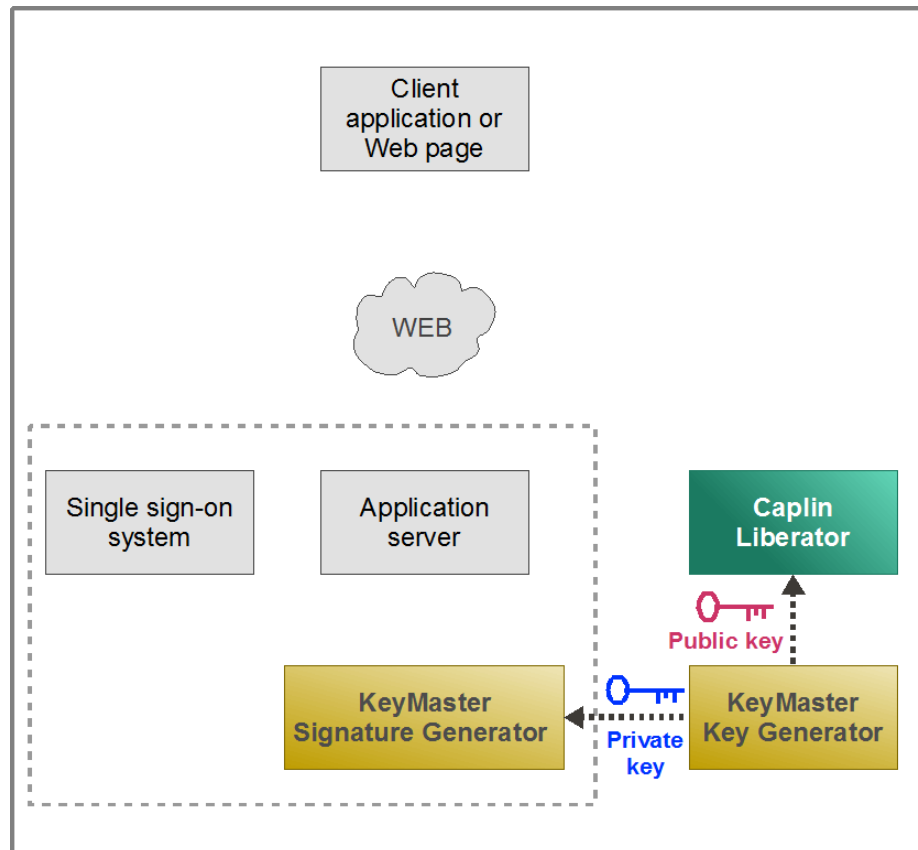 Client
application or
Web page
WEB
Single sign-on
system
Application
server
Caplin
Liberator
Public key
KeyMaster
Signature Generator
Private
key
KeyMaster
Key Generator